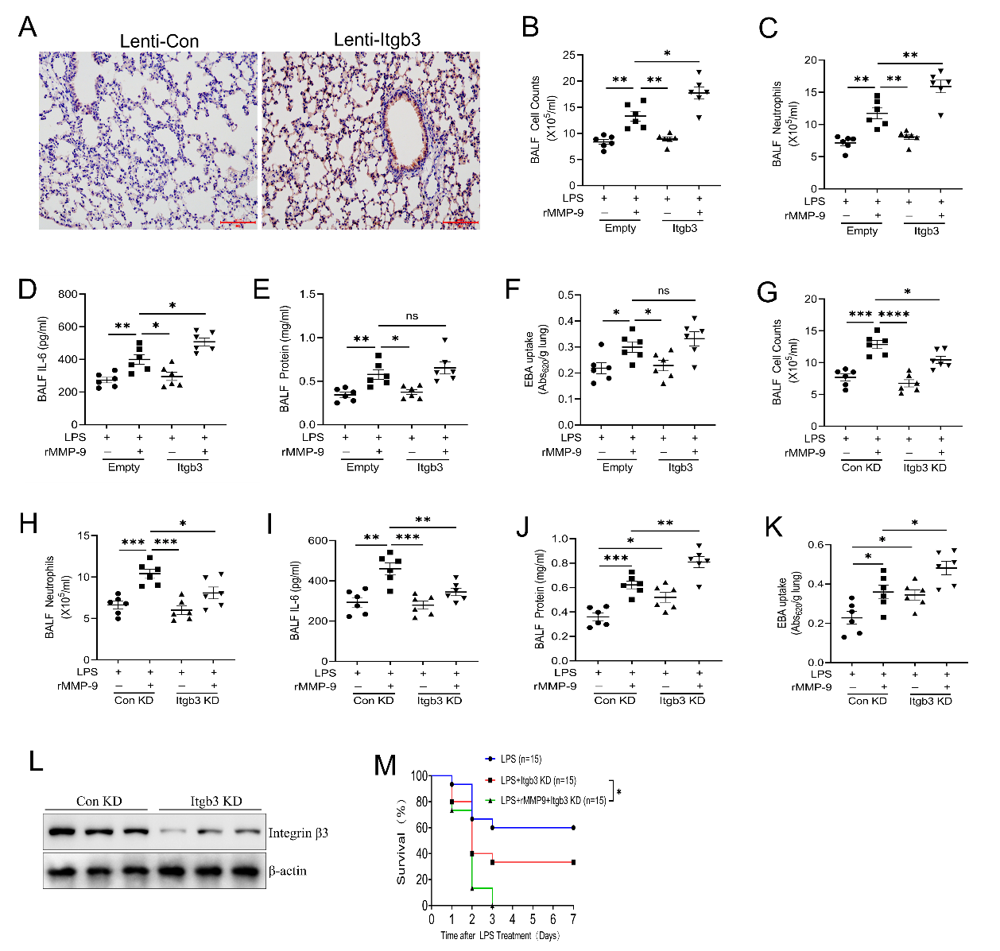 A
Lenti-Con
Lenti-Itgb3
B
BALF Cell Counts
(X10⁵/ml)
25
20
15
10
5
0
** ** *
LPS + + + +
rMMP-9 – + – +
Empty Itgb3
C
BALF Neutrophils
(X10⁵/ml)
20
15
10
5
0
** ** **
LPS + + + +
rMMP-9 – + – +
Empty Itgb3
D
BALF IL-6 (pg/ml)
800
600
400
200
0
** * *
LPS + + + +
rMMP-9 – + – +
Empty Itgb3
E
BALF Protein (mg/ml)
1.5
1.0
0.5
0.0
** * ns
LPS + + + +
rMMP-9 – + – +
Empty Itgb3
F
EBA uptake
(Abs₆₂₀/g lung)
0.5
0.4
0.3
0.2
0.1
0.0
* * ns
LPS + + + +
rMMP-9 – + – +
Empty Itgb3
G
BALF Cell Counts
(X10⁵/ml)
20
15
10
5
0
*** **** *
LPS + + + +
rMMP-9 – + – +
Con KD Itgb3 KD
H
BALF Neutrophils
(X10⁵/ml)
15
10
5
0
*** *** *
LPS + + + +
rMMP-9 – + – +
Con KD Itgb3 KD
I
BALF IL-6 (pg/ml)
600
400
200
0
** *** **
LPS + + + +
rMMP-9 – + – +
Con KD Itgb3 KD
J
BALF Protein (mg/ml)
1.0
0.8
0.6
0.4
0.2
0.0
*** * **
LPS + + + +
rMMP-9 – + – +
Con KD Itgb3 KD
K
EBA uptake
(Abs₆₂₀/g lung)
0.6
0.4
0.2
0.0
* * *
LPS + + + +
rMMP-9 – + – +
Con KD Itgb3 KD
L
Con KD Itgb3 KD
Integrin β3
β-actin
M
LPS (n=15)
LPS+Itgb3 KD (n=15)
LPS+rMMP9+Itgb3 KD (n=15)
*
Survival (%)
100
80
60
40
20
0
0 1 2 3 4 5 6 7
Time after LPS Treatment (Days)